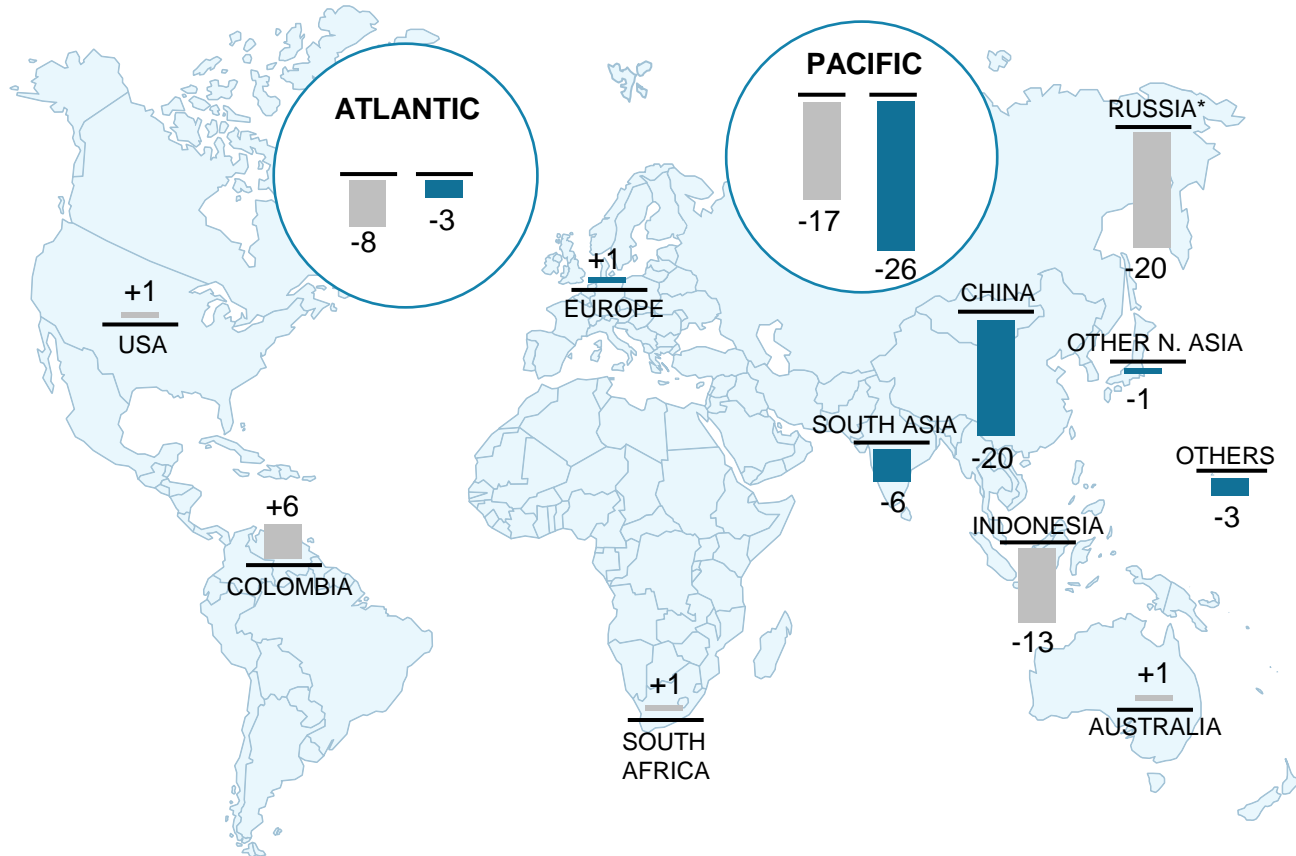 ATLANTIC
-8
-3
PACIFIC
-17
-26
RUSSIA*
-20
+1
USA
+1
EUROPE
CHINA
-20
OTHER N. ASIA
-1
SOUTH ASIA
-6
OTHERS
-3
+6
COLOMBIA
INDONESIA
-13
+1
SOUTH
AFRICA
+1
AUSTRALIA